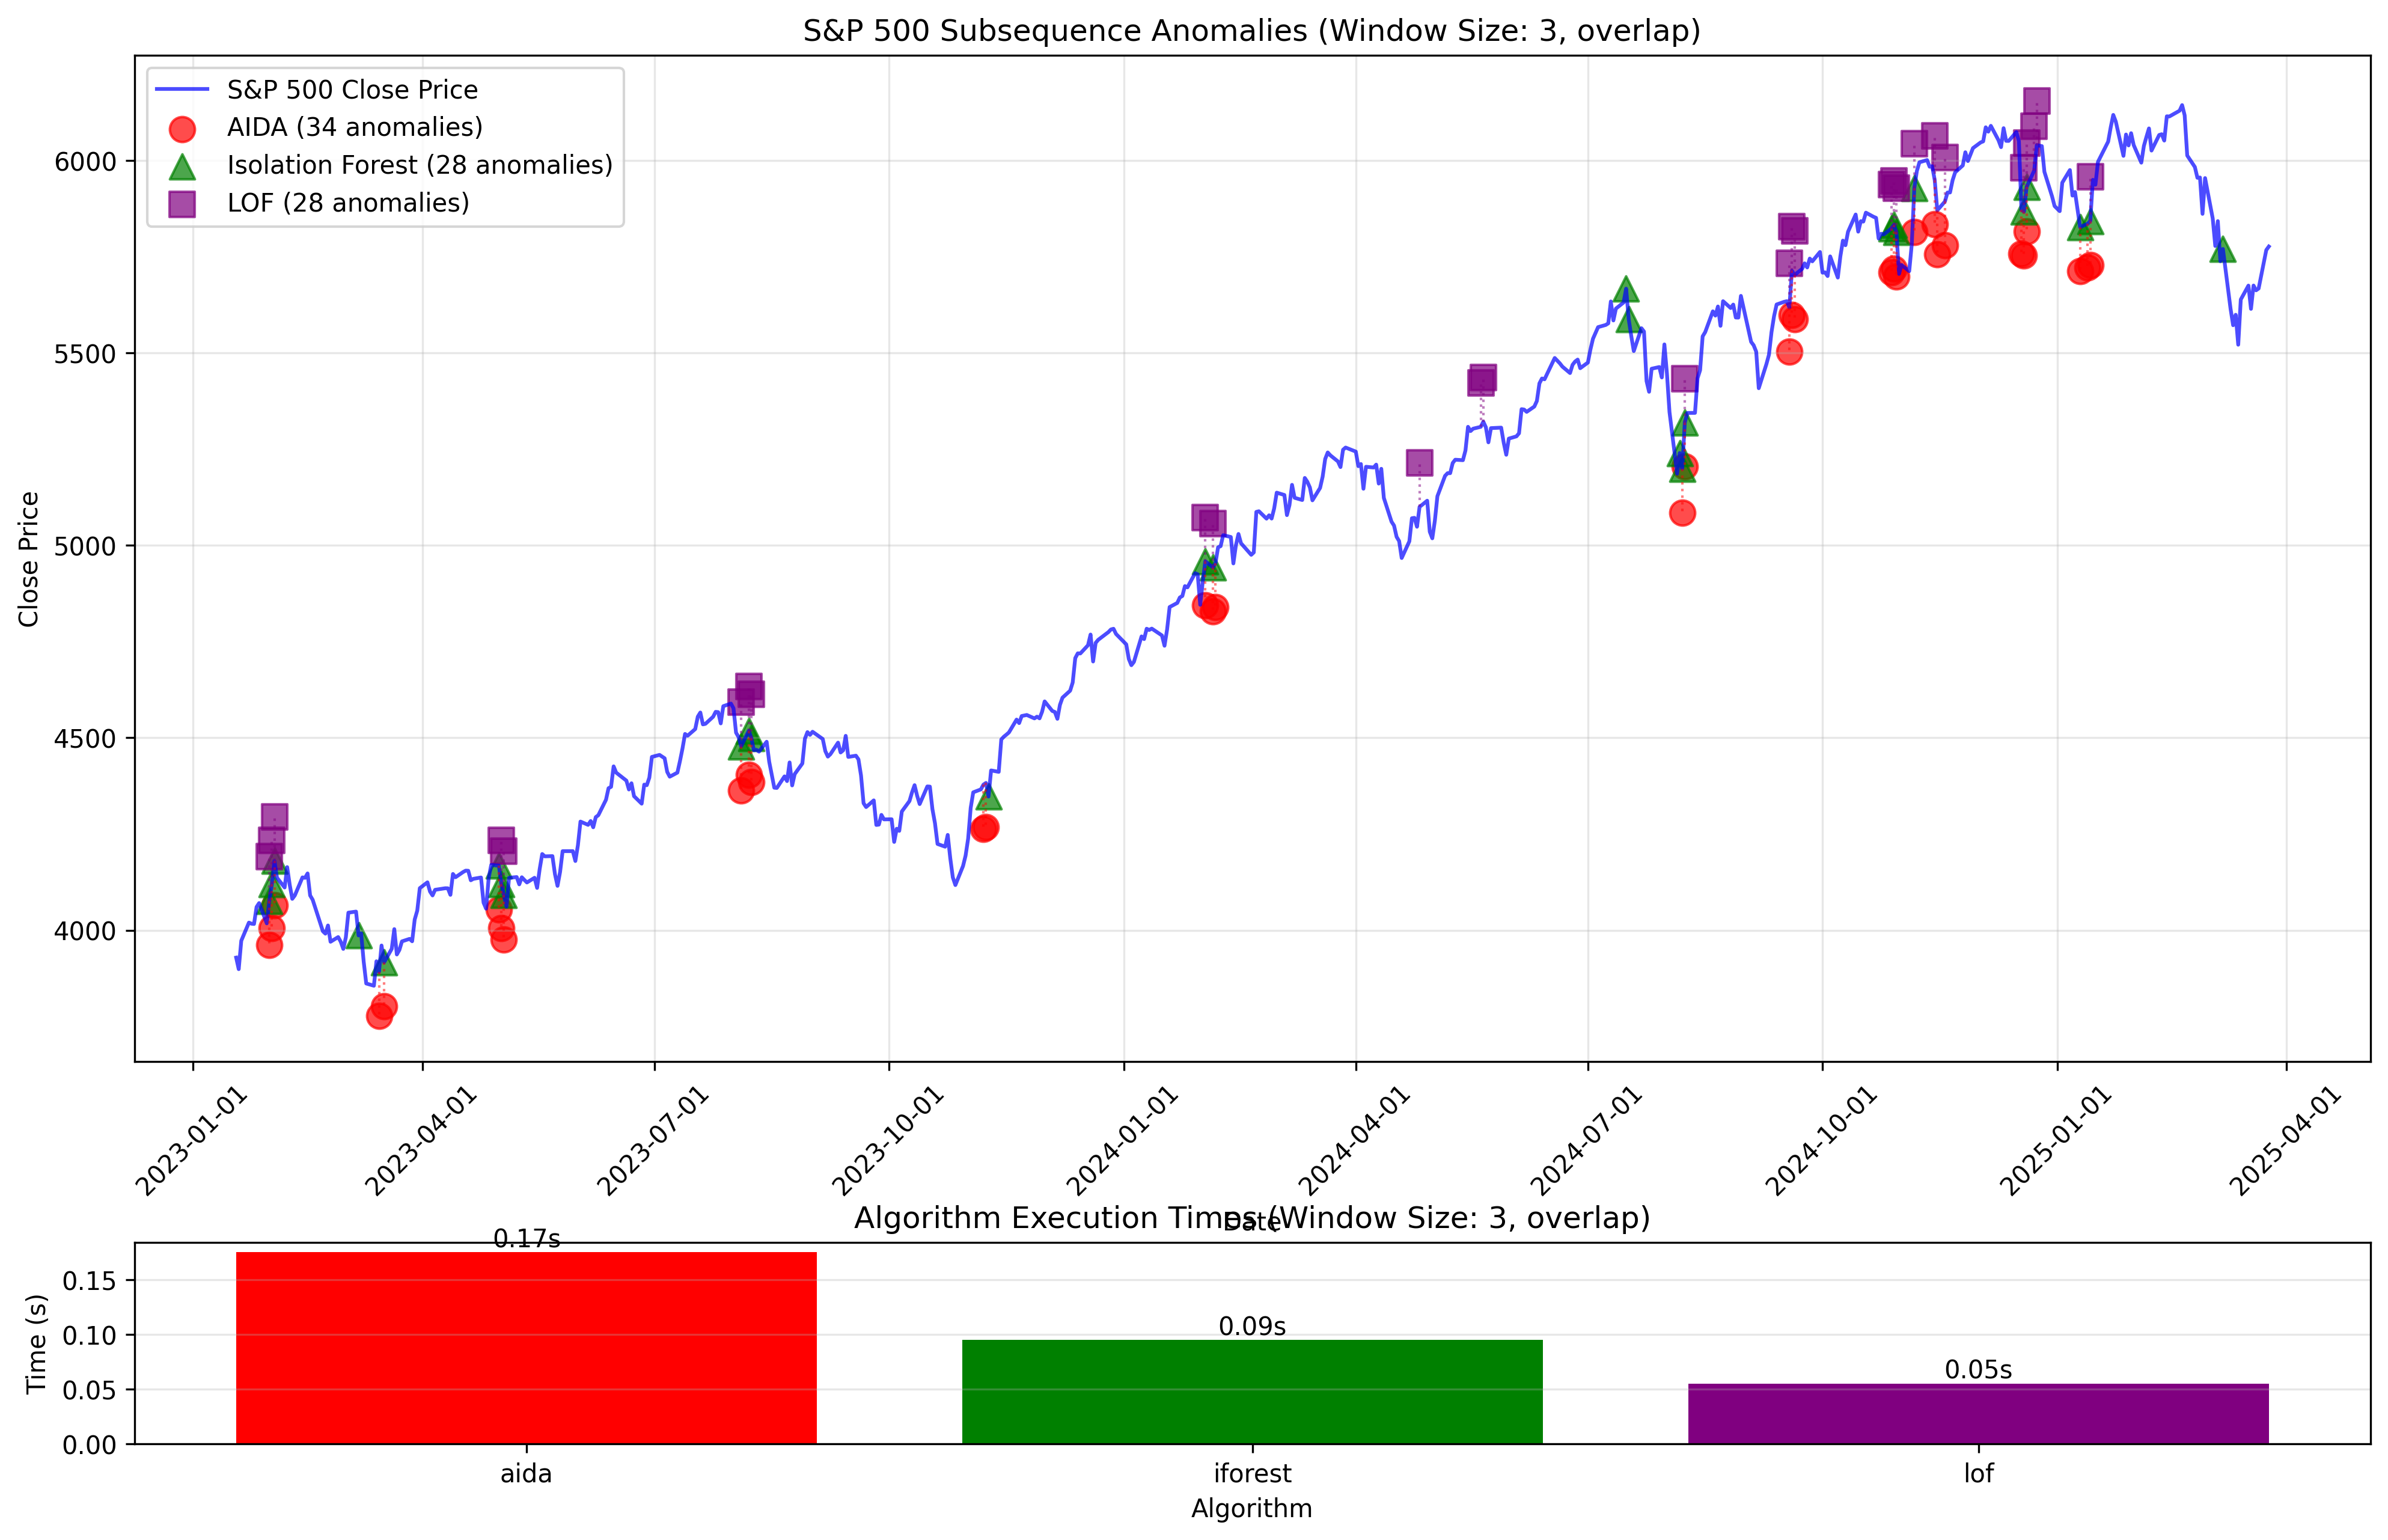 S&P 500 Subsequence Anomalies (Window Size: 3, overlap)
S&P 500 Close Price
AIDA (34 anomalies)
Isolation Forest (28 anomalies)
LOF (28 anomalies)
Close Price
6000
5500
5000
4500
4000
2023-01-01
2023-04-01
2023-07-01
2023-10-01
2024-01-01
2024-04-01
2024-07-01
2024-10-01
2025-01-01
2025-04-01
Date
Algorithm Execution Times (Window Size: 3, overlap)
Time (s)
0.15
0.10
0.05
0.00
0.17s
0.09s
0.05s
aida
iforest
lof
Algorithm